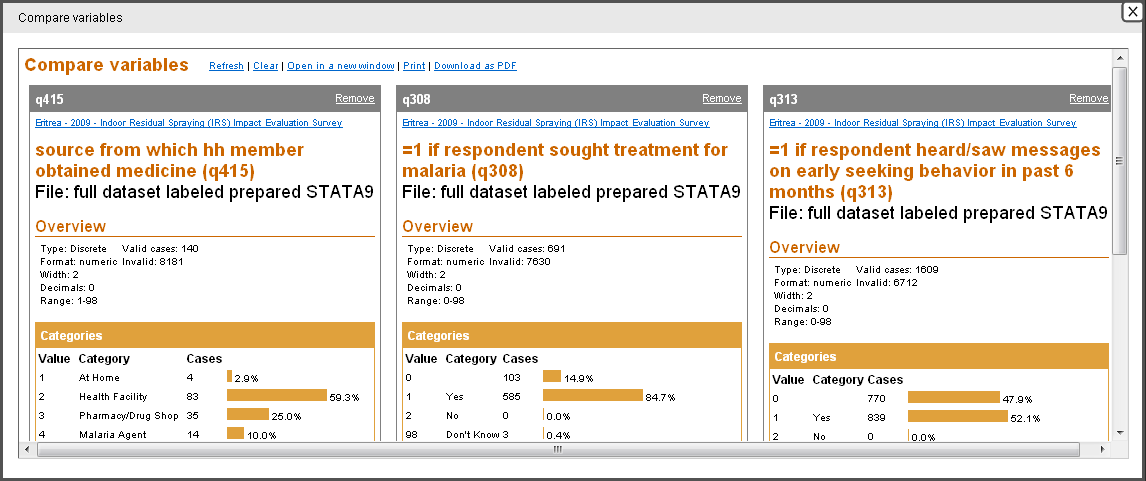 Compare variables
Compare variables Refresh | Clear | Open in a new window | Print | Download as PDF
q415 Remove
Eritrea - 2009 - Indoor Residual Spraying (IRS) Impact Evaluation Survey
source from which hh member
obtained medicine (q415)
File: full dataset labeled prepared STATA9
Overview
Type: Discrete Valid cases: 140
Format: numeric Invalid: 8181
Width: 2
Decimals: 0
Range: 1-98
Categories
Value Category Cases
1 At Home 4 2.9%
2 Health Facility 83 59.3%
3 Pharmacy/Drug Shop 35 25.0%
4 Malaria Agent 14 10.0%
q308 Remove
Eritrea - 2009 - Indoor Residual Spraying (IRS) Impact Evaluation Survey
=1 if respondent sought treatment for
malaria (q308)
File: full dataset labeled prepared STATA9
Overview
Type: Discrete Valid cases: 691
Format: numeric Invalid: 7630
Width: 2
Decimals: 0
Range: 0-98
Categories
Value Category Cases
0 103 14.9%
1 Yes 585 84.7%
2 No 0 0.0%
98 Don't Know 3 0.4%
q313 Remove
Eritrea - 2009 - Indoor Residual Spraying (IRS) Impact Evaluation Survey
=1 if respondent heard/saw messages
on early seeking behavior in past 6
months (q313)
File: full dataset labeled prepared STATA9
Overview
Type: Discrete Valid cases: 1609
Format: numeric Invalid: 6712
Width: 2
Decimals: 0
Range: 0-98
Categories
Value Category Cases
0 770 47.9%
1 Yes 839 52.1%
2 No 0 0.0%